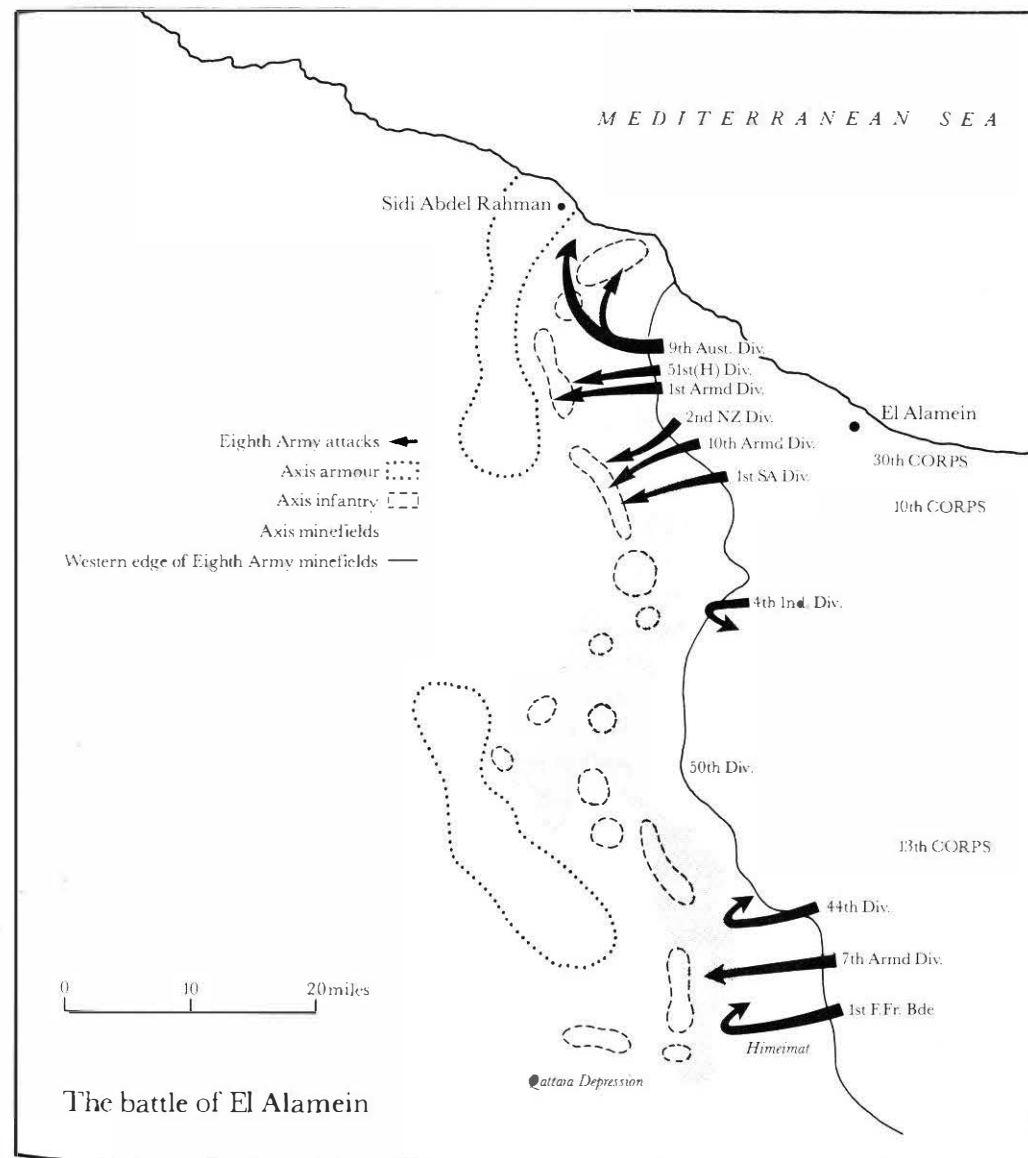 MEDITERRANEAN SEA
Sidi Abdel Rahman
9th Aust. Div.
51st(H) Div.
1st Armd Div.
2nd NZ Div.
El Alamein
10th Armd Div.
30th CORPS
1st SA Div.
10th CORPS
Eighth Army attacks
Axis armour
Axis infantry
Axis minefields
Western edge of Eighth Army minefields
4th Ind. Div.
50th Div.
13th CORPS
44th Div.
7th Armd Div.
0 10 20 miles
1st F.Fr. Bde
Himeimat
Qattara Depression
The battle of El Alamein